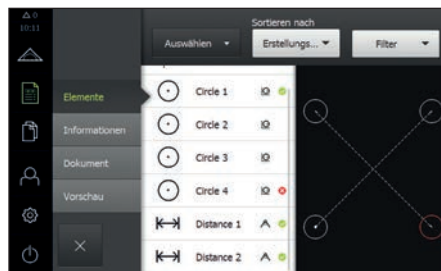 0
10:11
Sortieren nach
Auswählen
Erstellungs...
Filter
Elemente
Informationen
Dokument
Vorschau
Circle 1
Circle 2
Circle 3
Circle 4
Distance 1
Distance 2